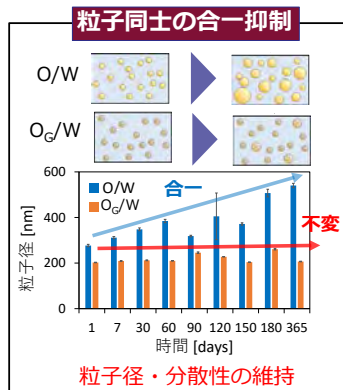 粒子同士の合一抑制
O/W
O_G/W
600
400
200
0
粒子径 [nm]
O/W
O_G/W
合一
不変
1 7 30 60 90 120 150 180 365
時間 [days]
粒子径・分散性の維持